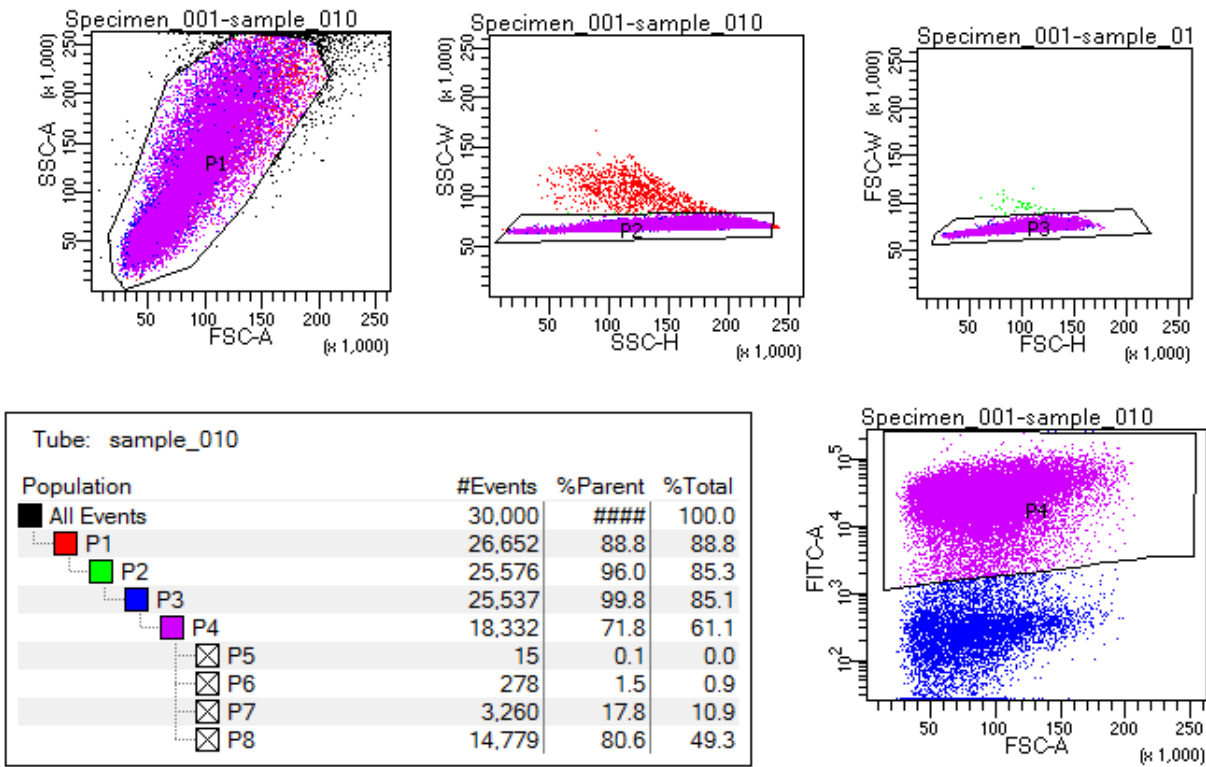 Specimen_001-sample_010
SSC-A
(x 1,000)
50 100 150 200 250
P1
50 100 150 200 250
FSC-A
(x 1,000)
Specimen_001-sample_010
SSC-W
(x 1,000)
50 100 150 200 250
P2
50 100 150 200 250
SSC-H
(x 1,000)
Specimen_001-sample_01
FSC-W
(x 1,000)
50 100 150 200 250
P3
50 100 150 200 250
FSC-H
(x 1,000)
Tube: sample_010
Population #Events %Parent %Total
All Events 30,000 #### 100.0
P1 26,652 88.8 88.8
P2 25,576 96.0 85.3
P3 25,537 99.8 85.1
P4 18,332 71.8 61.1
P5 15 0.1 0.0
P6 278 1.5 0.9
P7 3,260 17.8 10.9
P8 14,779 80.6 49.3
Specimen_001-sample_010
FITC-A
10^2 10^3 10^4 10^5
P4
50 100 150 200 250
FSC-A
(x 1,000)